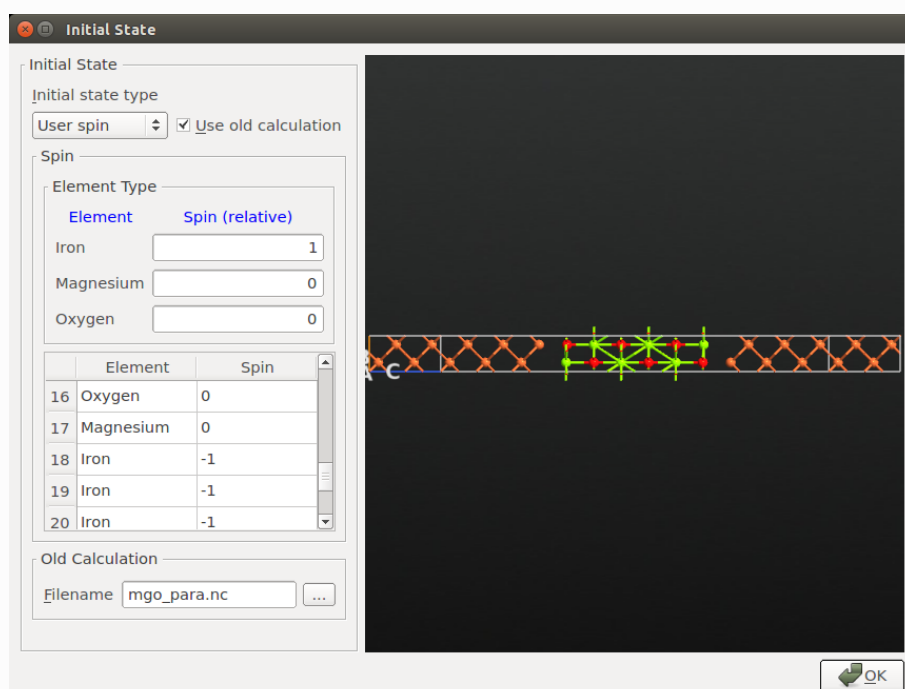 Initial State
Initial State
Initial state type
User spin Use old calculation
Spin
Element Type
Element Spin (relative)
Iron 1
Magnesium 0
Oxygen 0
Element Spin
16 Oxygen 0
17 Magnesium 0
18 Iron -1
19 Iron -1
20 Iron -1
Old Calculation
Filename mgo_para.nc ...
A C
OK